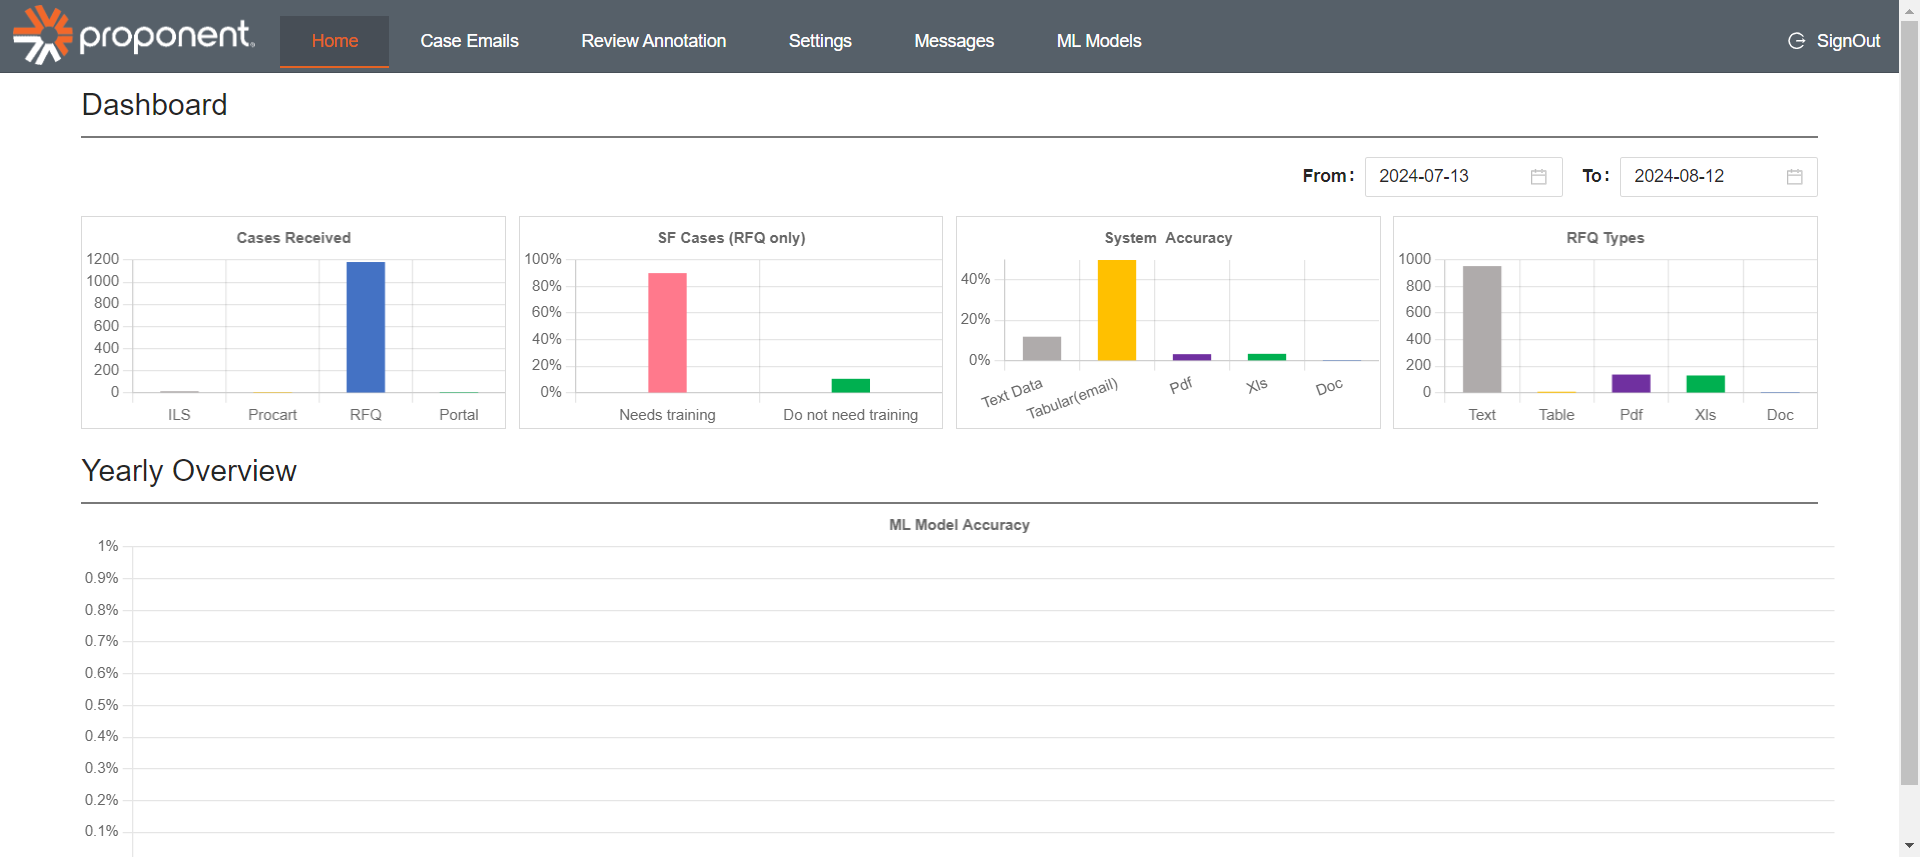 proponent
Home
Case Emails
Review Annotation
Settings
Messages
ML Models
SignOut
Dashboard
From: 2024-07-13
To: 2024-08-12
Cases Received
1200
1000
800
600
400
200
0
ILS Procart RFQ Portal
SF Cases (RFQ only)
100%
80%
60%
40%
20%
0%
Needs training Do not need training
System Accuracy
40%
20%
0%
Text Data Tabular(email) Pdf Xls Doc
RFQ Types
1000
800
600
400
200
0
Text Table Pdf Xls Doc
Yearly Overview
ML Model Accuracy
1%
0.9%
0.8%
0.7%
0.6%
0.5%
0.4%
0.3%
0.2%
0.1%